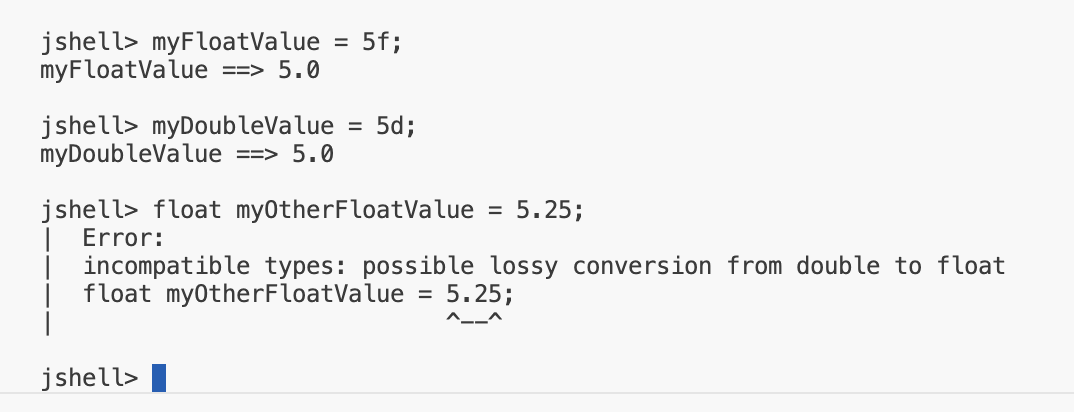 jshell> myFloatValue = 5f;
myFloatValue ==> 5.0
jshell> myDoubleValue = 5d;
myDoubleValue ==> 5.0
jshell> float myOtherFloatValue = 5.25;
|  Error:
|  incompatible types: possible lossy conversion from double to float
|  float myOtherFloatValue = 5.25;
|                            ^--^
jshell>